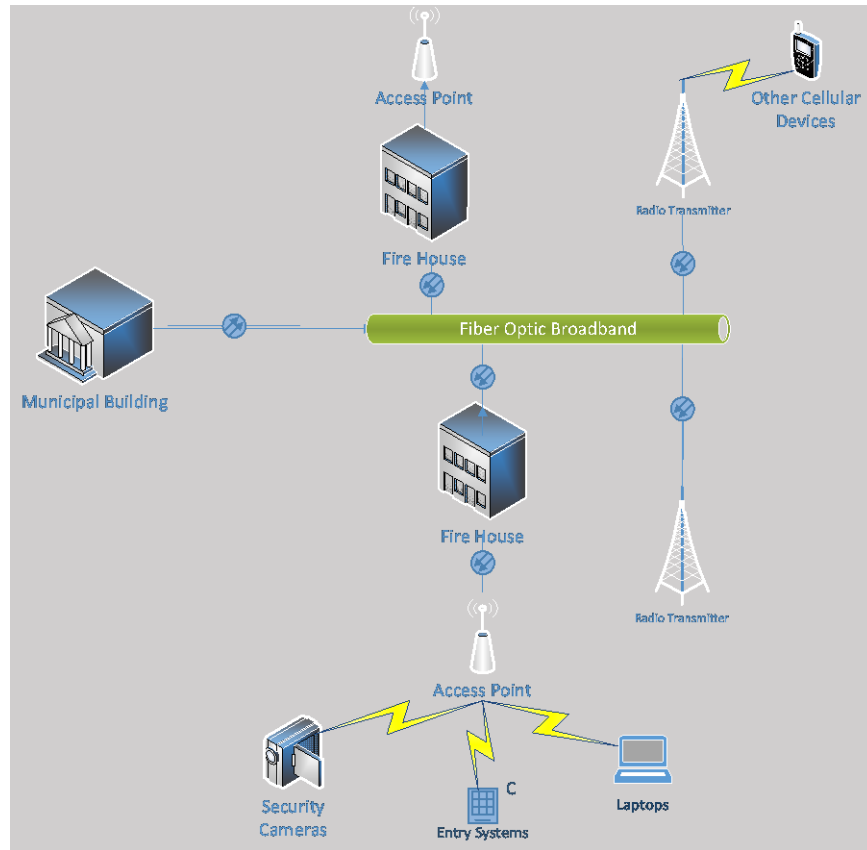 Access Point
Other Cellular
Devices
Radio Transmitter
Fire House
Fiber Optic Broadband
Municipal Building
Fire House
Radio Transmitter
Access Point
Security
Cameras
C
Entry Systems
Laptops